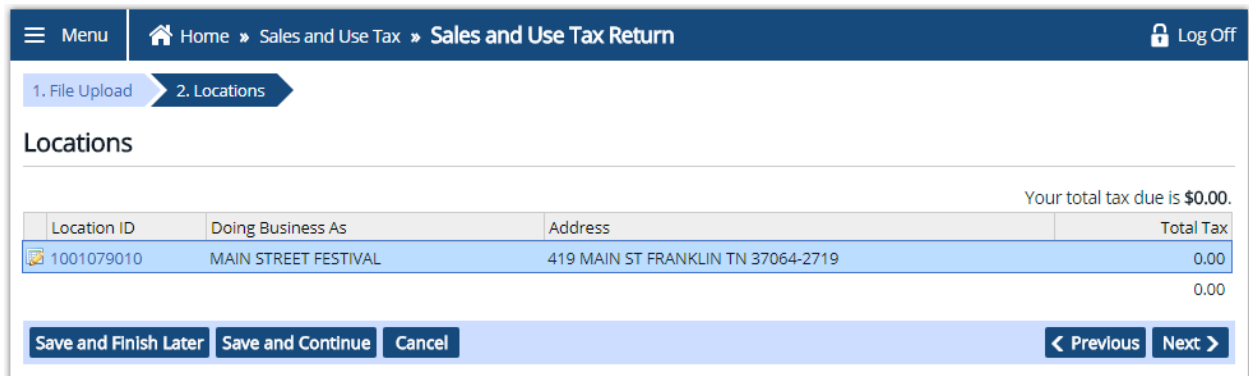 Menu Home » Sales and Use Tax » Sales and Use Tax Return Log Off
1. File Upload 2. Locations
Locations
Your total tax due is $0.00.
Location ID Doing Business As Address Total Tax
1001079010 MAIN STREET FESTIVAL 419 MAIN ST FRANKLIN TN 37064-2719 0.00
0.00
Save and Finish Later Save and Continue Cancel Previous Next